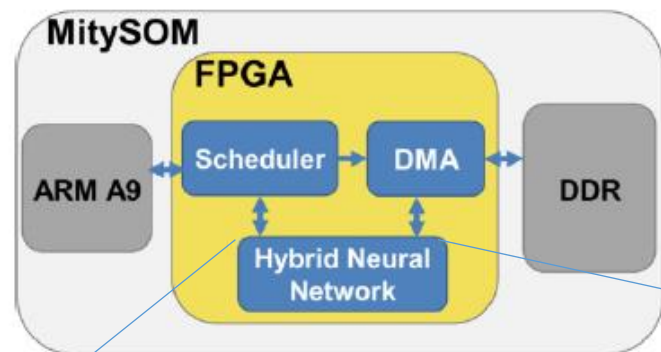 MitySOM
FPGA
Scheduler
DMA
ARM A9
DDR
Hybrid Neural
Network